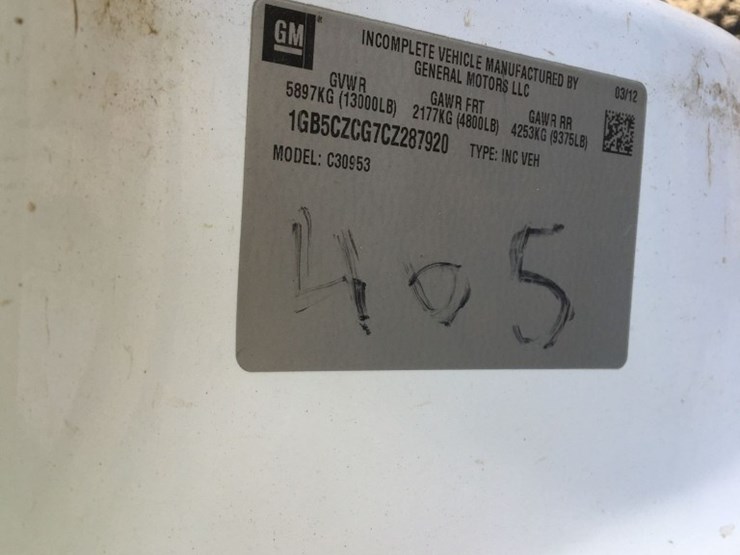 GM
INCOMPLETE VEHICLE MANUFACTURED BY
GENERAL MOTORS LLC
03/12
GVWR GAWR FRT GAWR RR
5897KG (13000LB) 2177KG (4800LB) 4253KG (9375LB)
1GB5CZCG7CZ287920 TYPE: INC VEH
MODEL: C30953
405